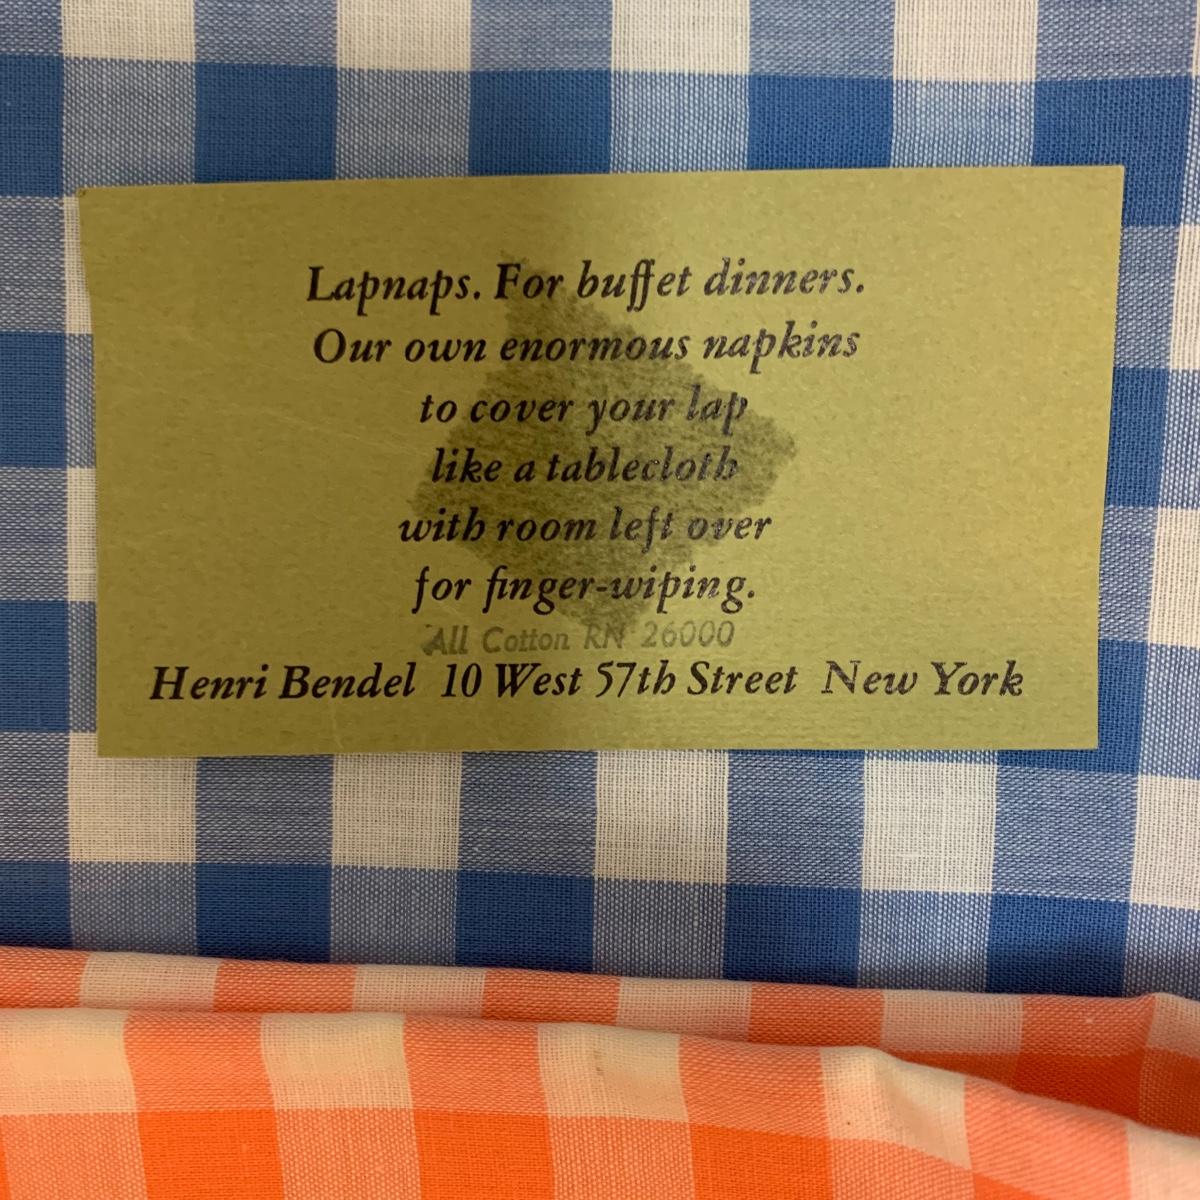 Lapnaps. For buffet dinners.
Our own enormous napkins
to cover your lap
like a tablecloth
with room left over
for finger-wiping.
All Cotton RN 26000
Henri Bendel 10 West 57th Street New York